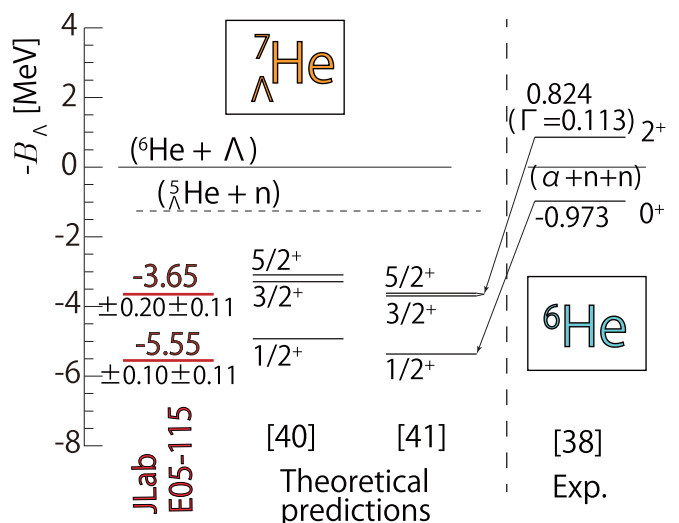 4
2
0
-2
-4
-6
-8
-BΛ [MeV]
⁷ΛHe
(⁶He + Λ)
(⁵ΛHe + n)
-3.65
±0.20±0.11
-5.55
±0.10±0.11
JLab
E05-115
5/2⁺
3/2⁺
1/2⁺
[40]
5/2⁺
3/2⁺
1/2⁺
[41]
Theoretical
predictions
0.824
(Γ=0.113)
2⁺
(α+n+n)
-0.973
0⁺
⁶He
[38]
Exp.